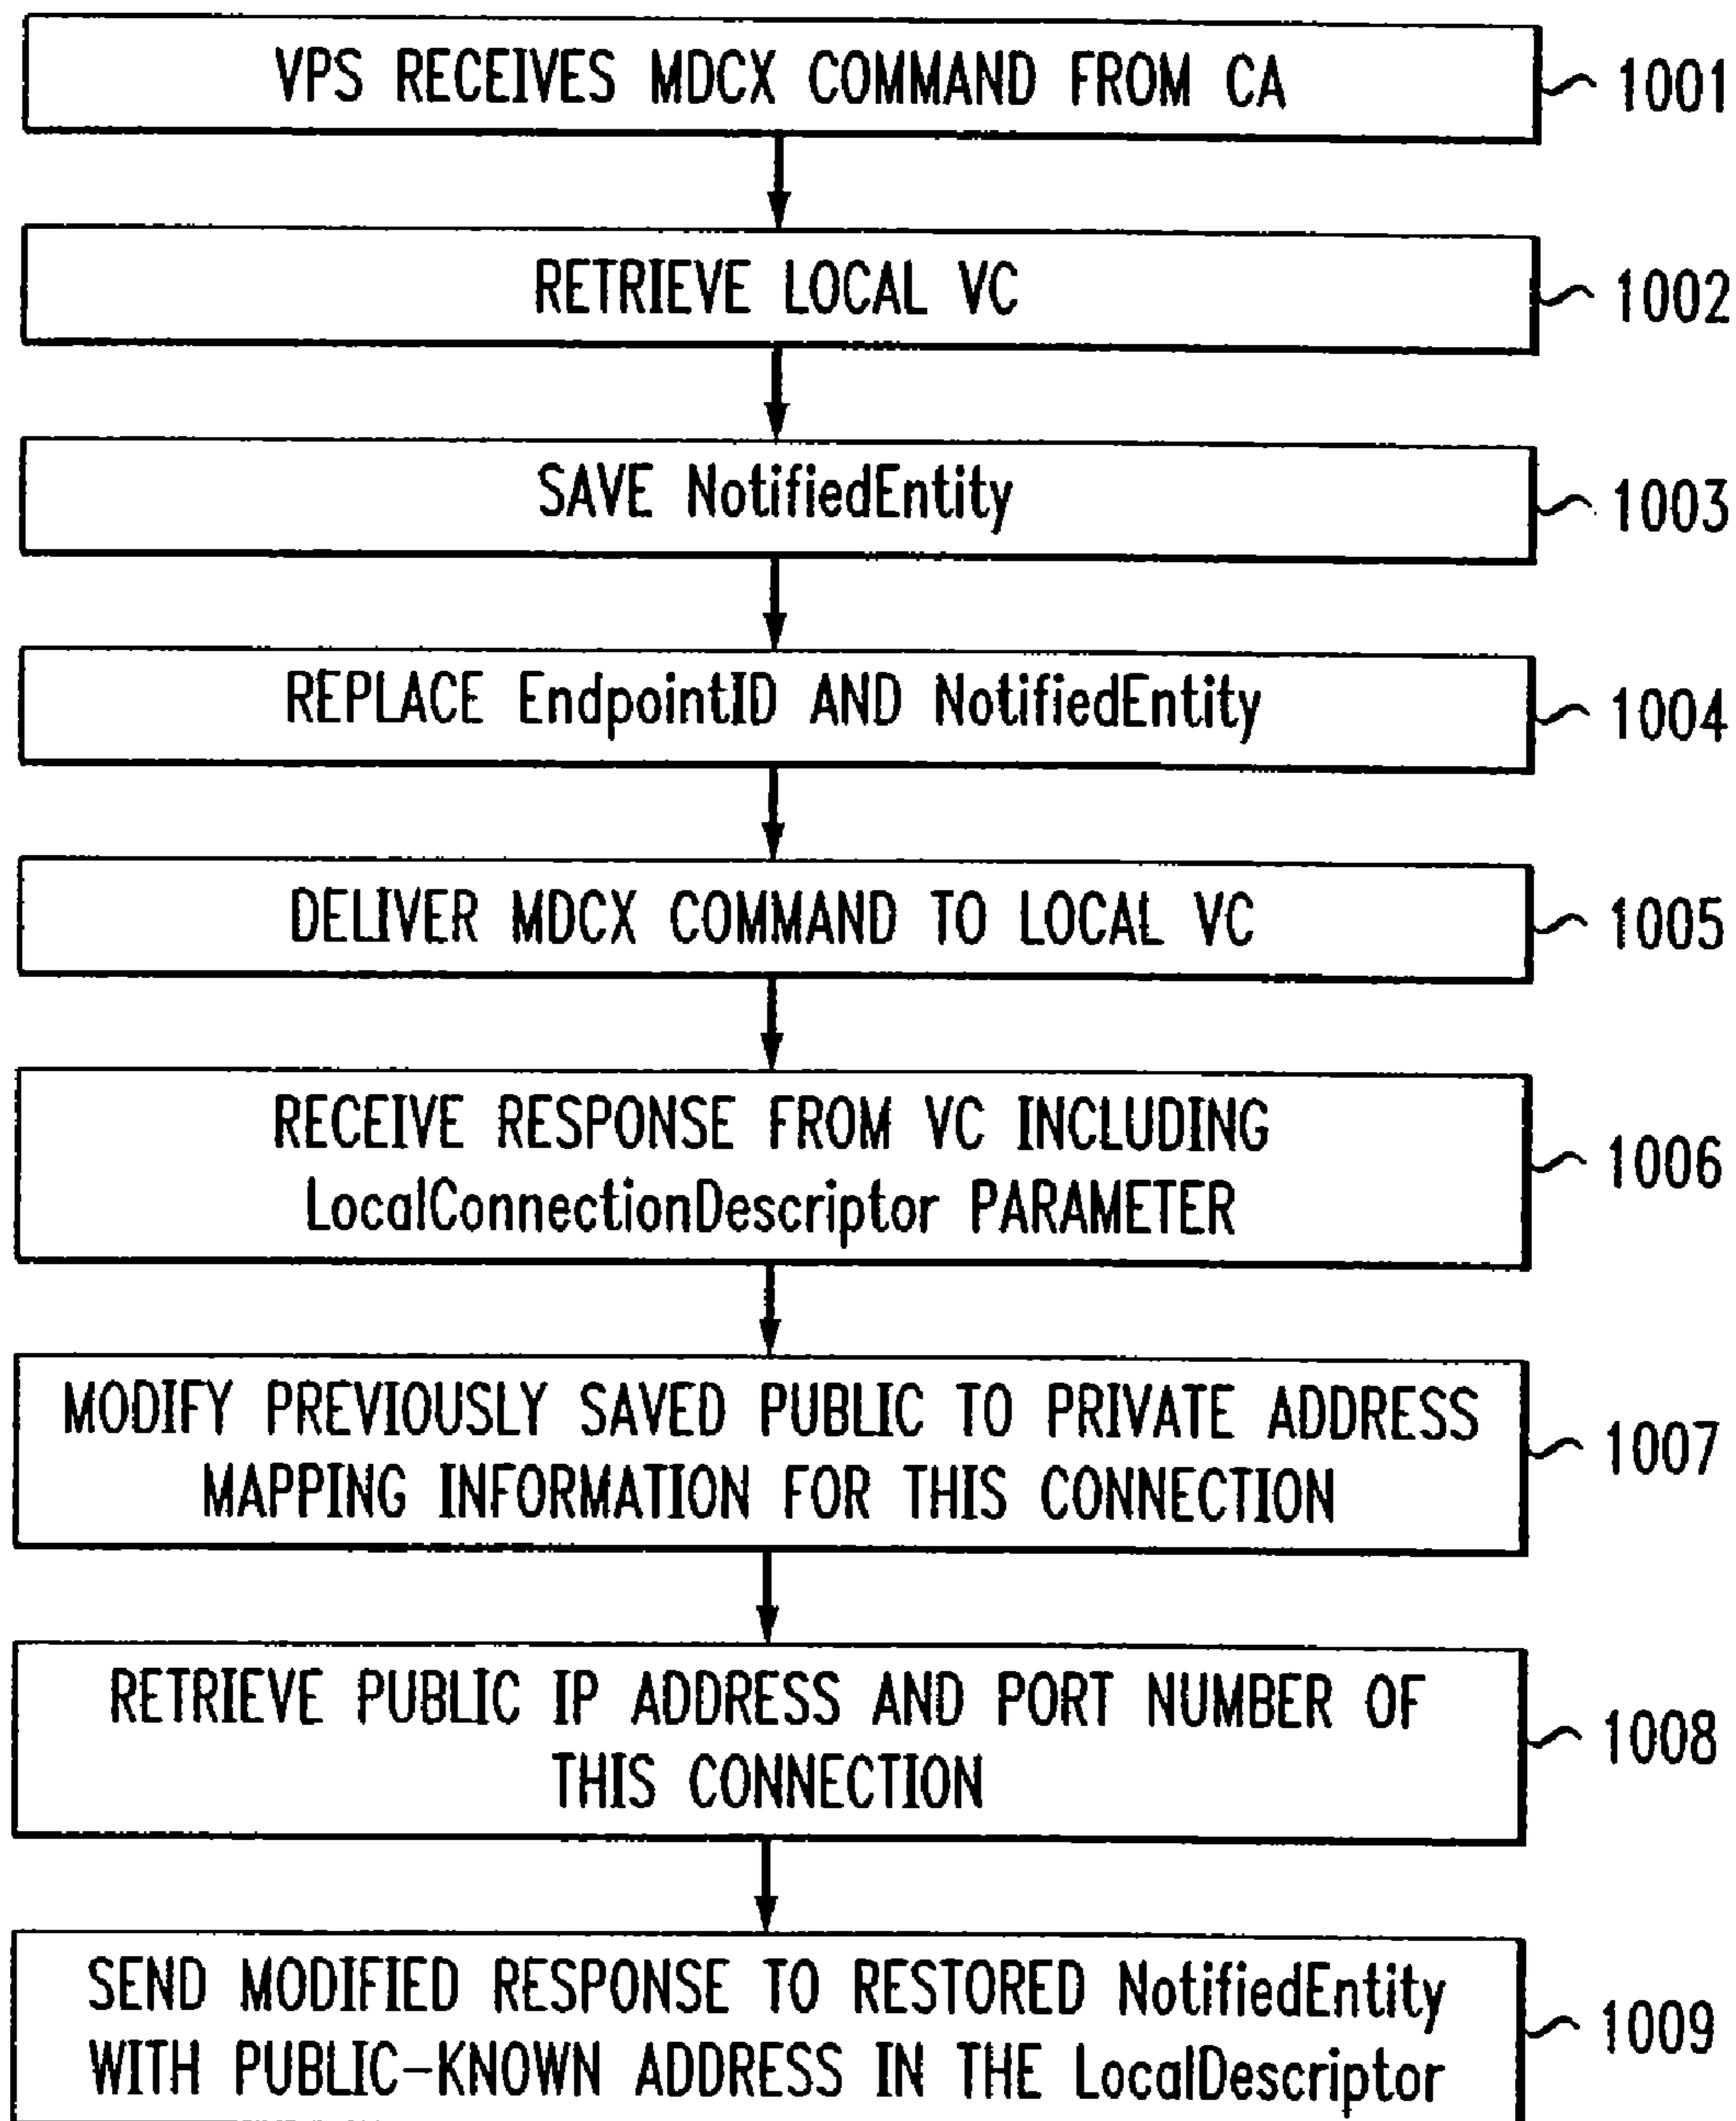 VPS RECEIVES MDCX COMMAND FROM CA
1001
RETRIEVE LOCAL VC
1002
SAVE NotifiedEntity
1003
REPLACE EndpointID AND NotifiedEntity
1004
DELIVER MDCX COMMAND TO LOCAL VC
1005
RECEIVE RESPONSE FROM VC INCLUDING
LocalConnectionDescriptor PARAMETER
1006
MODIFY PREVIOUSLY SAVED PUBLIC TO PRIVATE ADDRESS
MAPPING INFORMATION FOR THIS CONNECTION
1007
RETRIEVE PUBLIC IP ADDRESS AND PORT NUMBER OF
THIS CONNECTION
1008
SEND MODIFIED RESPONSE TO RESTORED NotifiedEntity
WITH PUBLIC-KNOWN ADDRESS IN THE LocalDescriptor
1009